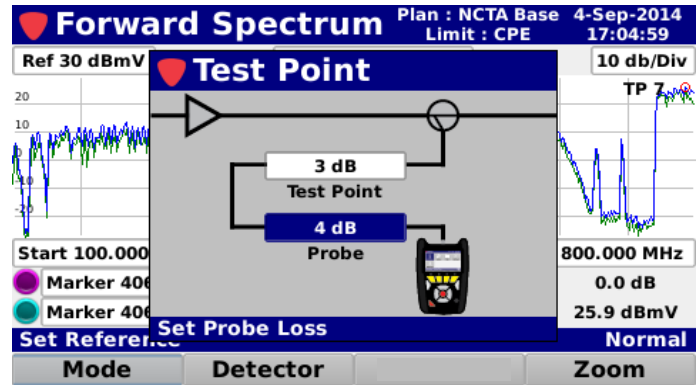 Forward Spectrum
Plan : NCTA Base 4-Sep-2014
Limit : CPE 17:04:59
Ref 30 dBmV
10 db/Div
Test Point
TP 7
20
10
0
-10
-20
3 dB
Test Point
4 dB
Probe
Start 100.000
800.000 MHz
Marker 406
0.0 dB
Marker 406
25.9 dBmV
Set Probe Loss
Set Reference
Normal
Mode Detector Zoom